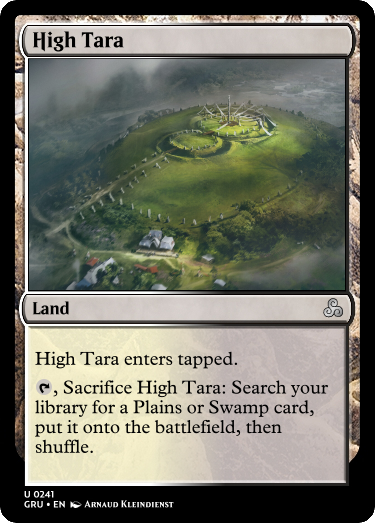 High Tara
Land
High Tara enters tapped.
, Sacrifice High Tara: Search your
library for a Plains or Swamp card,
put it onto the battlefield, then
shuffle.
U 0241
GRU • EN Arnaud Kleindienst